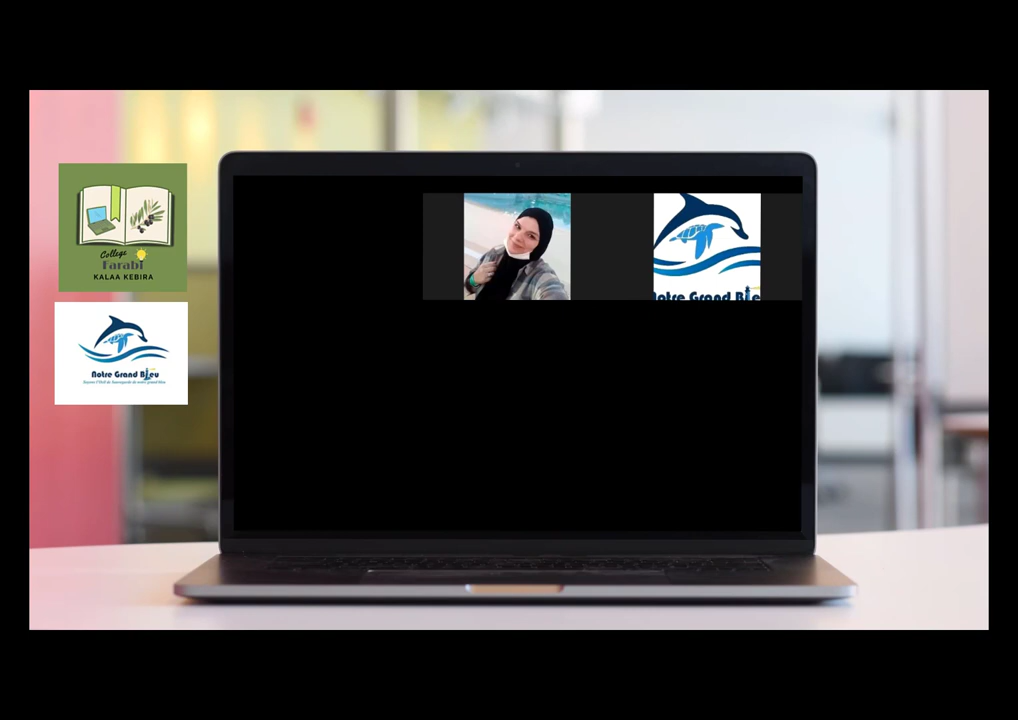 College
Farabi
KALAA KEBIRA
Notre Grand Bleu
Notre Grand Bleu